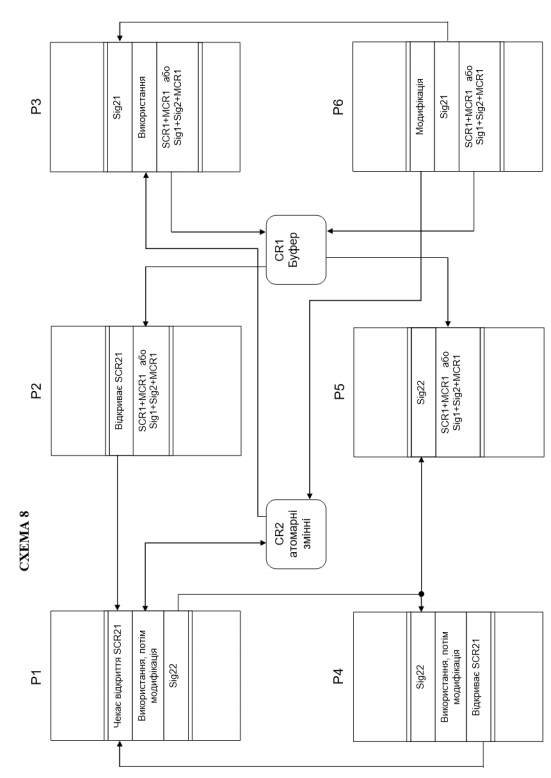 СХЕМА 8
P1
Чекає відкриття SCR21
Використання, потім
модифікація
Sig22
P2
Відкриває SCR21
SCR1+MCR1 або
Sig1+Sig2+MCR1
P3
Sig21
Використання
SCR1+MCR1 або
Sig1+Sig2+MCR1
CR2
атомарні
змінні
CR1
Буфер
P4
Sig22
Використання, потім
модифікація
Відкриває SCR21
P5
Sig22
SCR1+MCR1 або
Sig1+Sig2+MCR1
P6
Модифікація
Sig21
SCR1+MCR1 або
Sig1+Sig2+MCR1